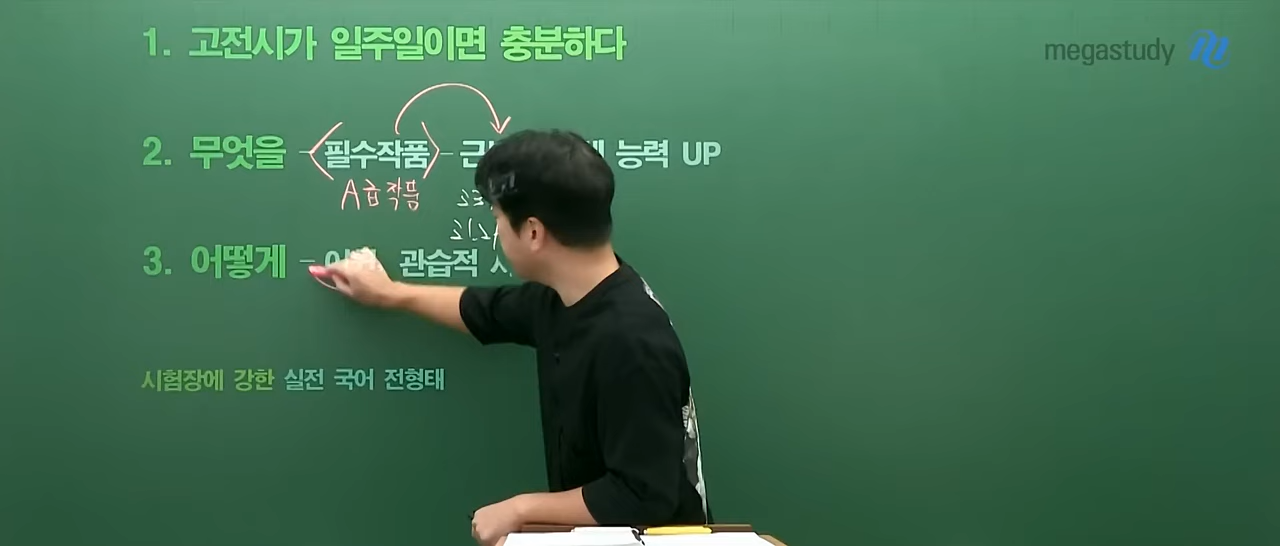 1. 고전시가 일주일이면 충분하다
megastudy
2. 무엇을 - <필수작품> - 능력 UP
A급작품
3. 어떻게 - 관습적
시험장에 강한 실전 국어 전형태